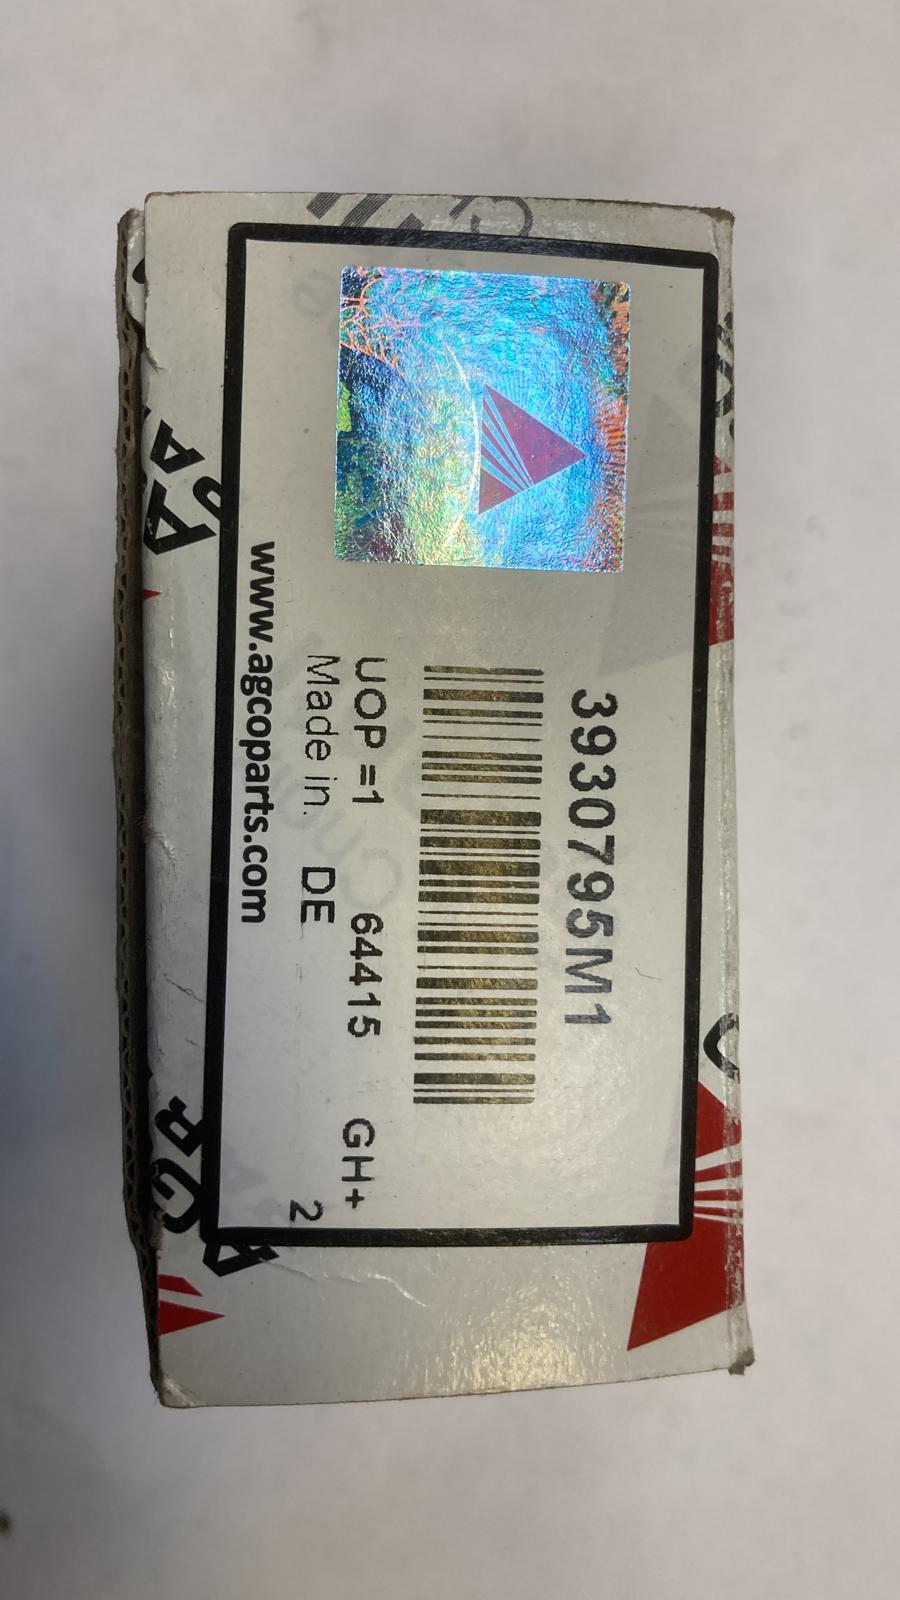 3930795M1
UOP =1 64415 GH+
Made in. DE 2
www.agcoparts.com